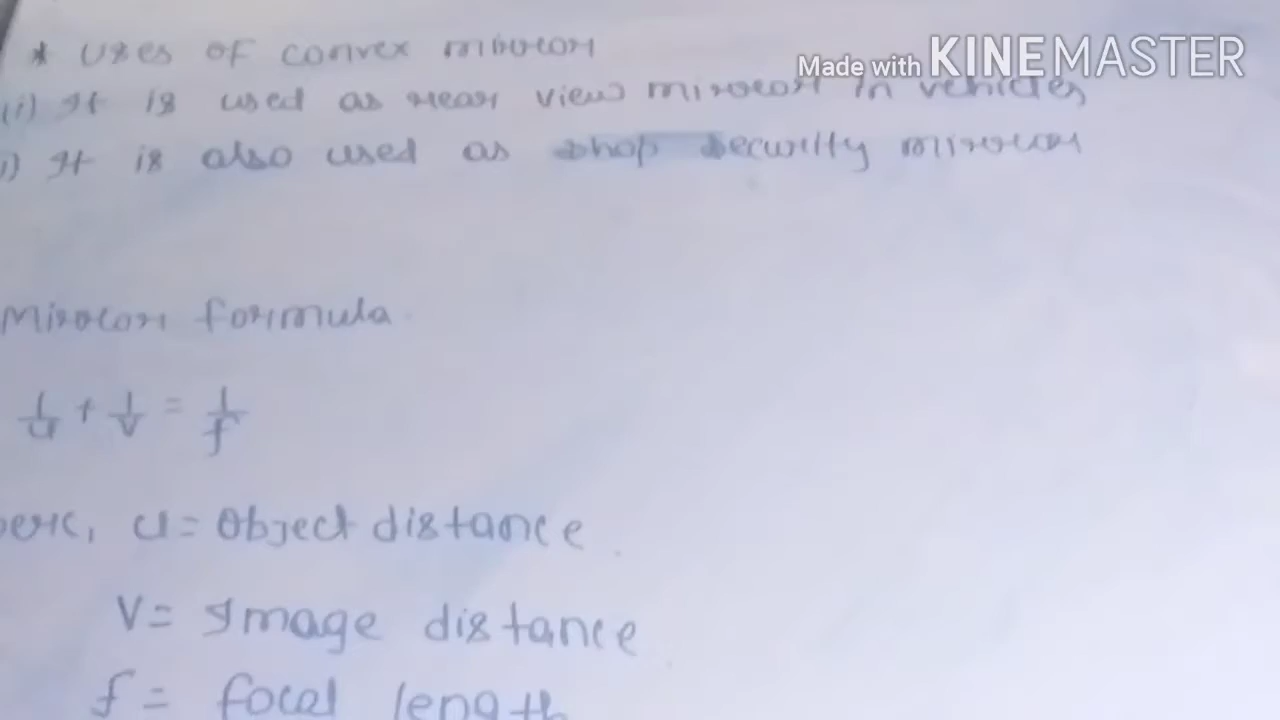 * Uses of convex mirror
Made with KINEMASTER
(i) It is used as rear view mirror in vehicles
i) It is also used as shop security mirror
Mirror formula
1/u + 1/v = 1/f
here, u = Object distance
V = Image distance
f = focal length